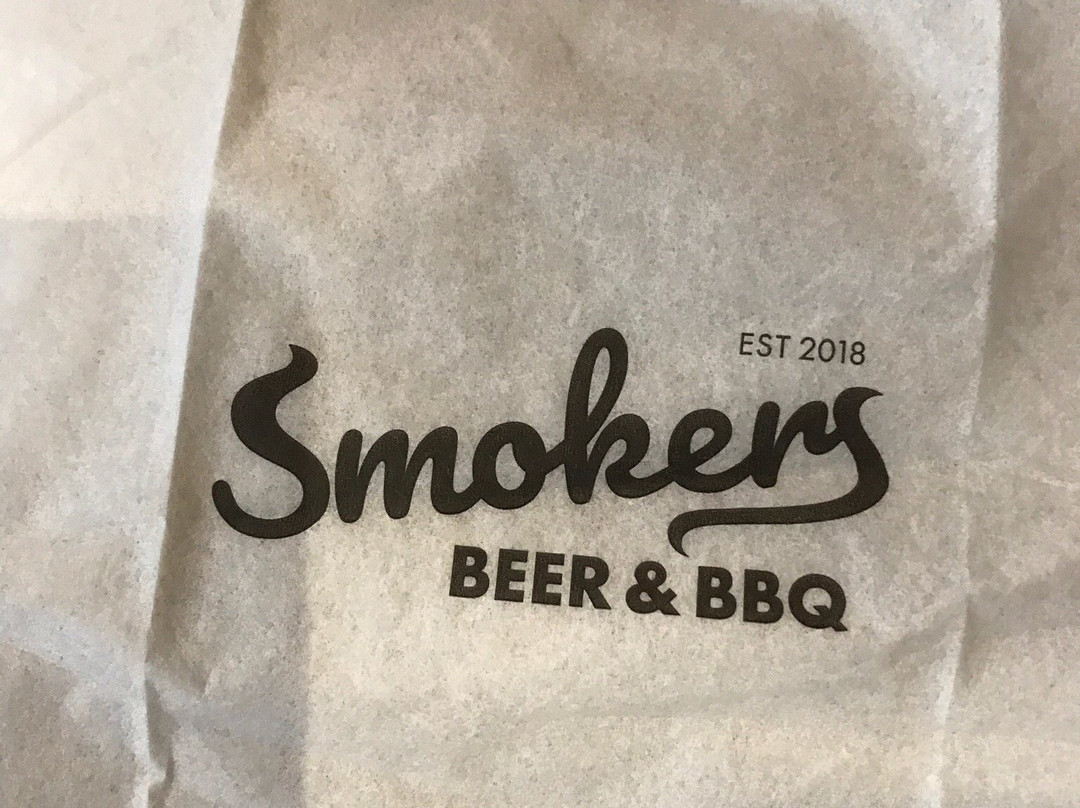 EST 2018
Smokers
BEER & BBQ